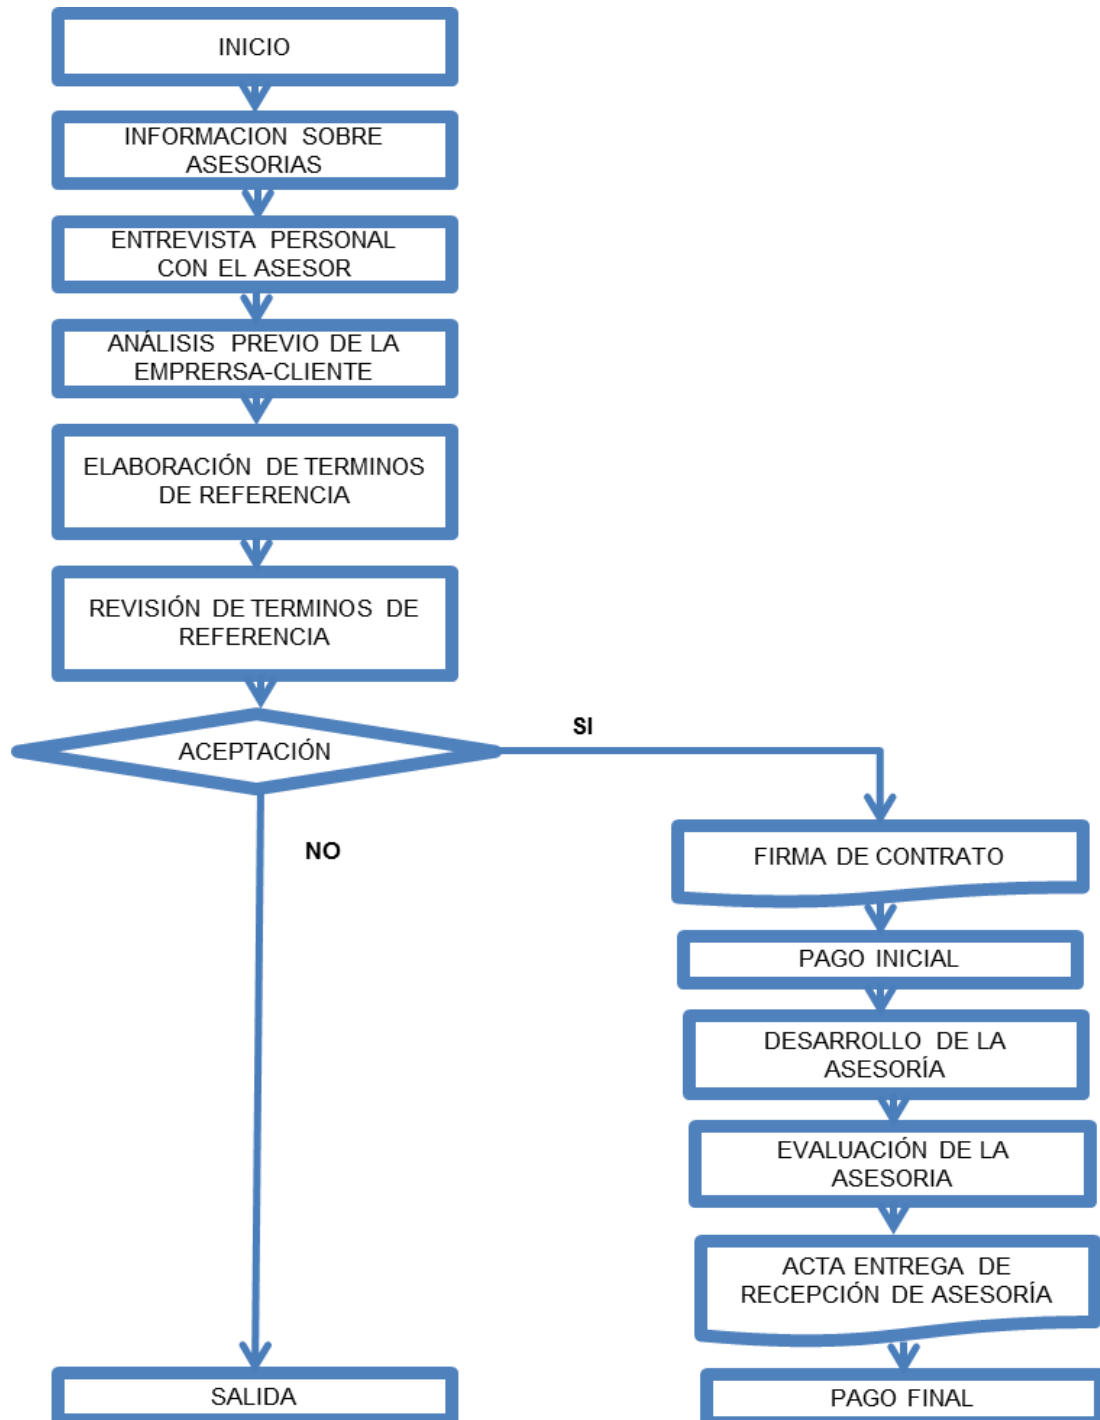 INICIO
INFORMACION SOBRE
ASESORIAS
ENTREVISTA PERSONAL
CON EL ASESOR
ANÁLISIS PREVIO DE LA
EMPRERSA-CLIENTE
ELABORACIÓN DE TERMINOS
DE REFERENCIA
REVISIÓN DE TERMINOS DE
REFERENCIA
ACEPTACIÓN
SI
NO
FIRMA DE CONTRATO
PAGO INICIAL
DESARROLLO DE LA
ASESORÍA
EVALUACIÓN DE LA
ASESORIA
ACTA ENTREGA DE
RECEPCIÓN DE ASESORÍA
SALIDA
PAGO FINAL